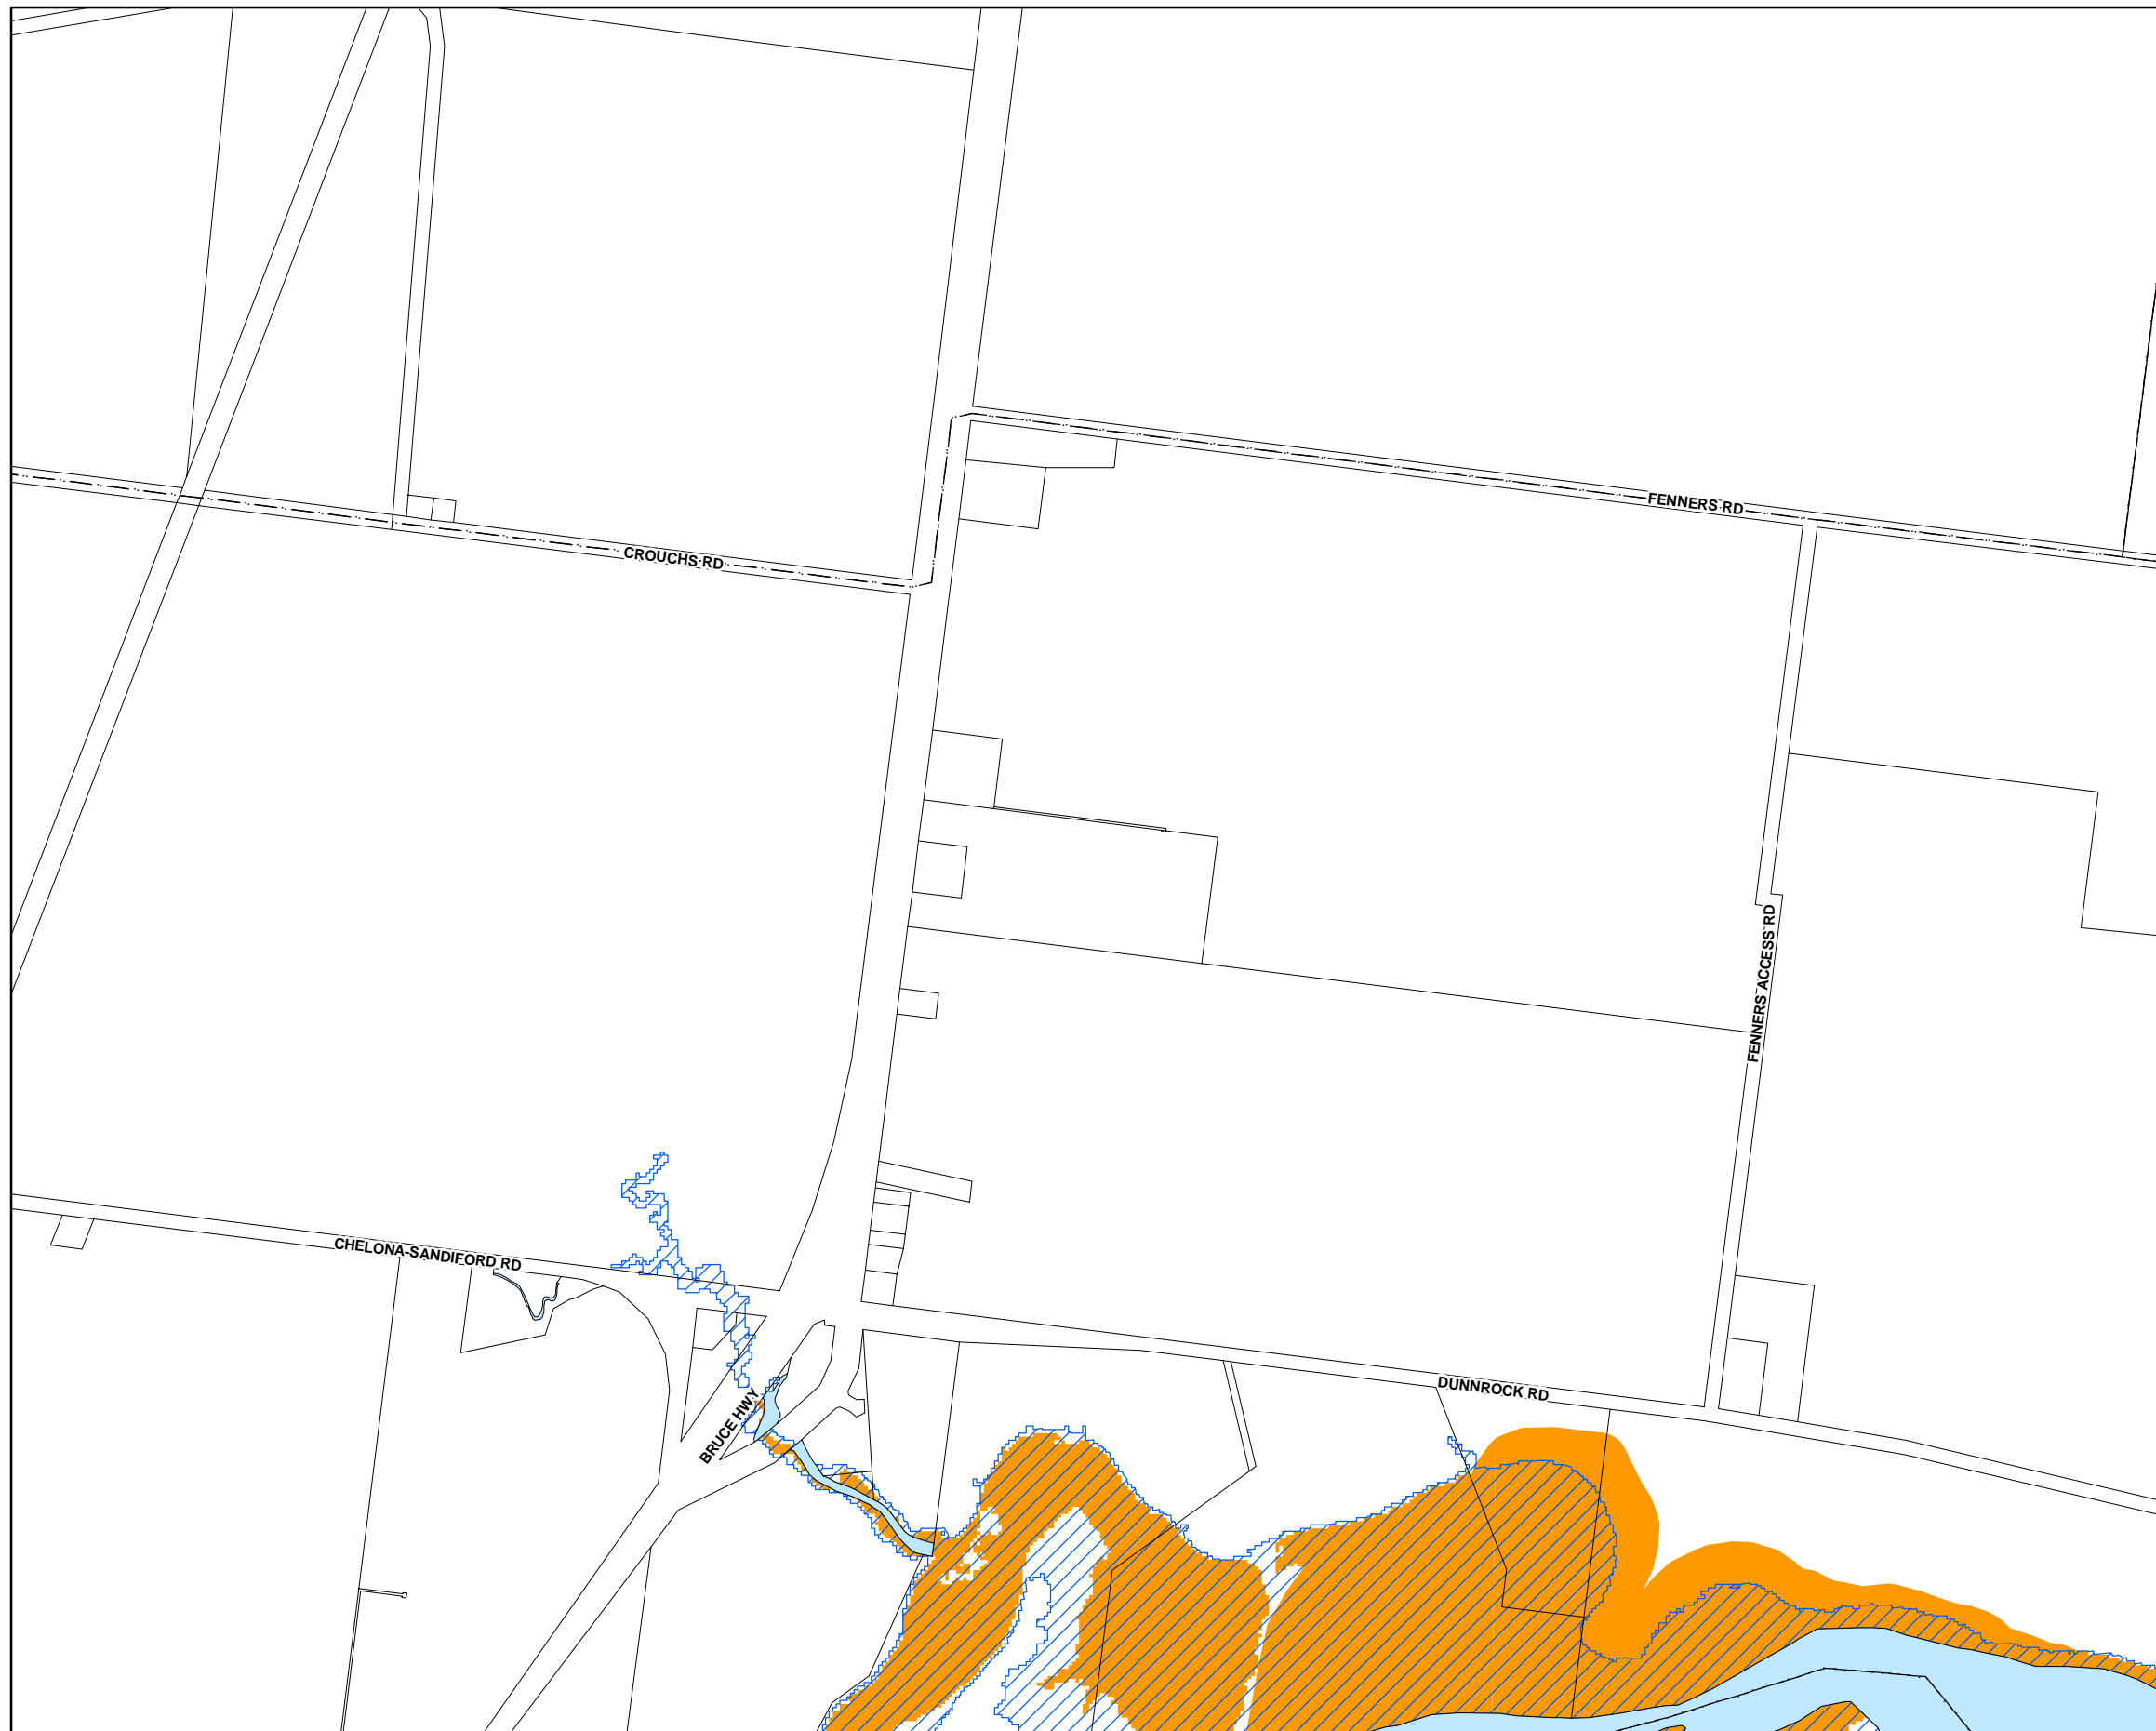 FENNERS RD
CROUCHS RD
FENNERS ACCESS RD
CHELONA-SANDIFORD RD
DUNNROCK RD
BRUCE HWY